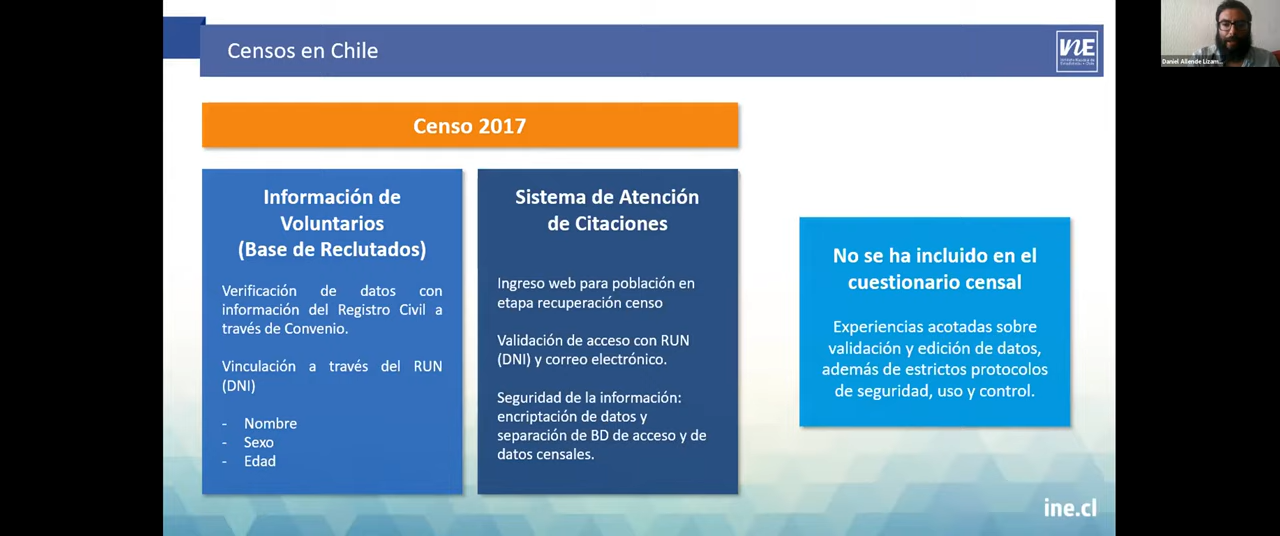 Censos en Chile
INE
Daniel Allende Lizam...
Censo 2017
Información de
Voluntarios
(Base de Reclutados)
Verificación de datos con
información del Registro Civil a
través de Convenio.
Vinculación a través del RUN
(DNI)
- Nombre
- Sexo
- Edad
Sistema de Atención
de Citaciones
Ingreso web para población en
etapa recuperación censo
Validación de acceso con RUN
(DNI) y correo electrónico.
Seguridad de la información:
encriptación de datos y
separación de BD de acceso y de
datos censales.
No se ha incluido en el
cuestionario censal
Experiencias acotadas sobre
validación y edición de datos,
además de estrictos protocolos
de seguridad, uso y control.
ine.cl